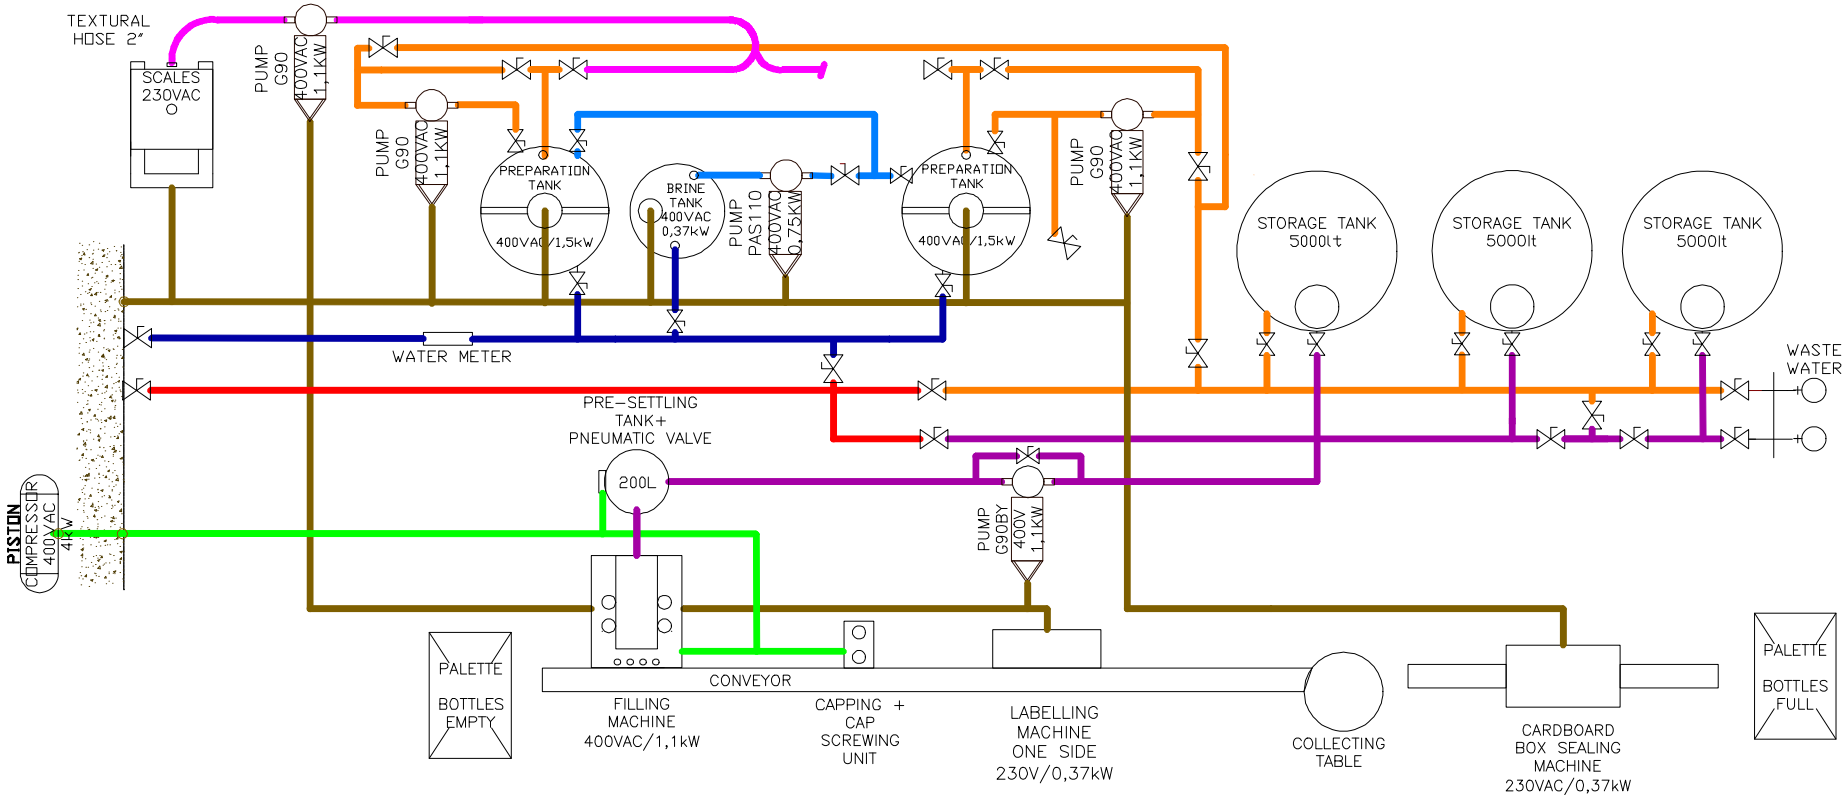 TEXTURAL
HOSE 2"
SCALES
230VAC
PUMP
G90
400VAC
1,1KW
PUMP
G90
400VAC
1,1KW
PREPARATION
TANK
400VAC/1,5kW
BRINE
TANK
400VAC
0,37kW
PUMP
PAS110
400VAC
0,75KW
PREPARATION
TANK
400VAC/1,5kW
PUMP
G90
400VAC
1,1KW
STORAGE TANK
5000lt
STORAGE TANK
5000lt
STORAGE TANK
5000lt
WATER METER
WASTE
WATER
PRE-SETTLING
TANK+
PNEUMATIC VALVE
200L
PISTON
COMPRESSOR
400VAC
4kW
PUMP
G90BY
400V
1,1KW
PALETTE
BOTTLES
EMPTY
CONVEYOR
FILLING
MACHINE
400VAC/1,1kW
CAPPING +
CAP
SCREWING
UNIT
LABELLING
MACHINE
ONE SIDE
230V/0,37kW
COLLECTING
TABLE
CARDBOARD
BOX SEALING
MACHINE
230VAC/0,37kW
PALETTE
BOTTLES
FULL